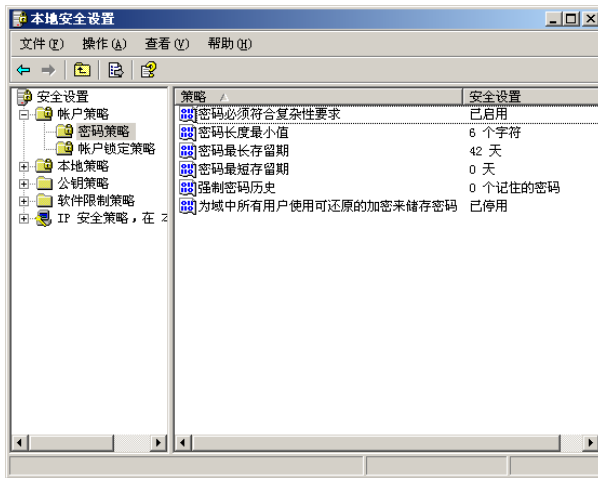 本地安全设置
文件(F) 操作(A) 查看(V) 帮助(H)
安全设置
帐户策略
密码策略
帐户锁定策略
本地策略
公钥策略
软件限制策略
IP 安全策略，在
策略 安全设置
密码必须符合复杂性要求 已启用
密码长度最小值 6 个字符
密码最长存留期 42 天
密码最短存留期 0 天
强制密码历史 0 个记住的密码
为域中所有用户使用可还原的加密来储存密码 已停用